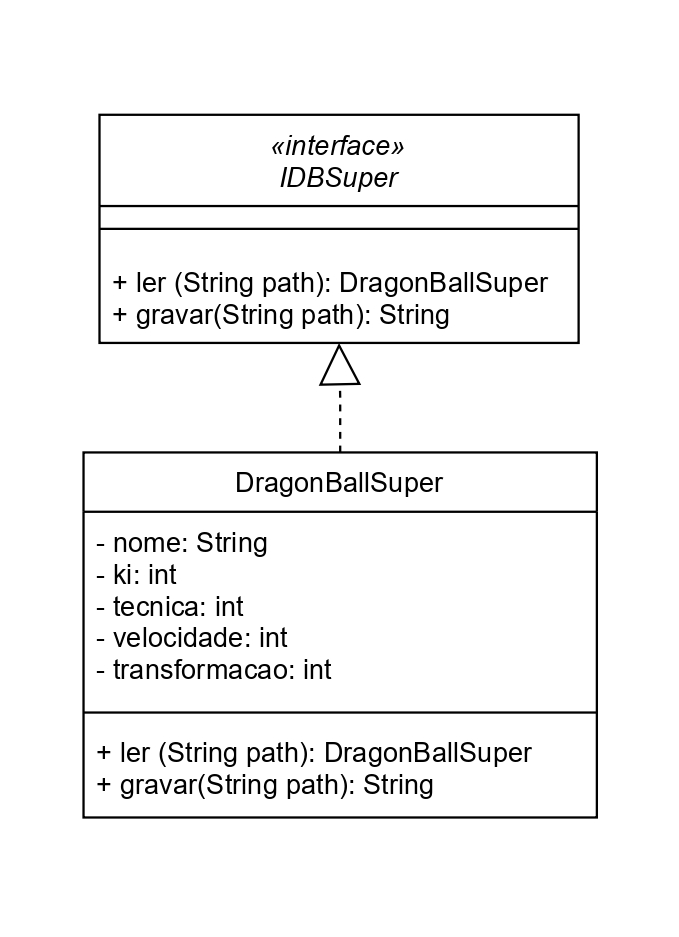 «interface»
IDBSuper
+ ler (String path): DragonBallSuper
+ gravar(String path): String
DragonBallSuper
- nome: String
- ki: int
- tecnica: int
- velocidade: int
- transformacao: int
+ ler (String path): DragonBallSuper
+ gravar(String path): String